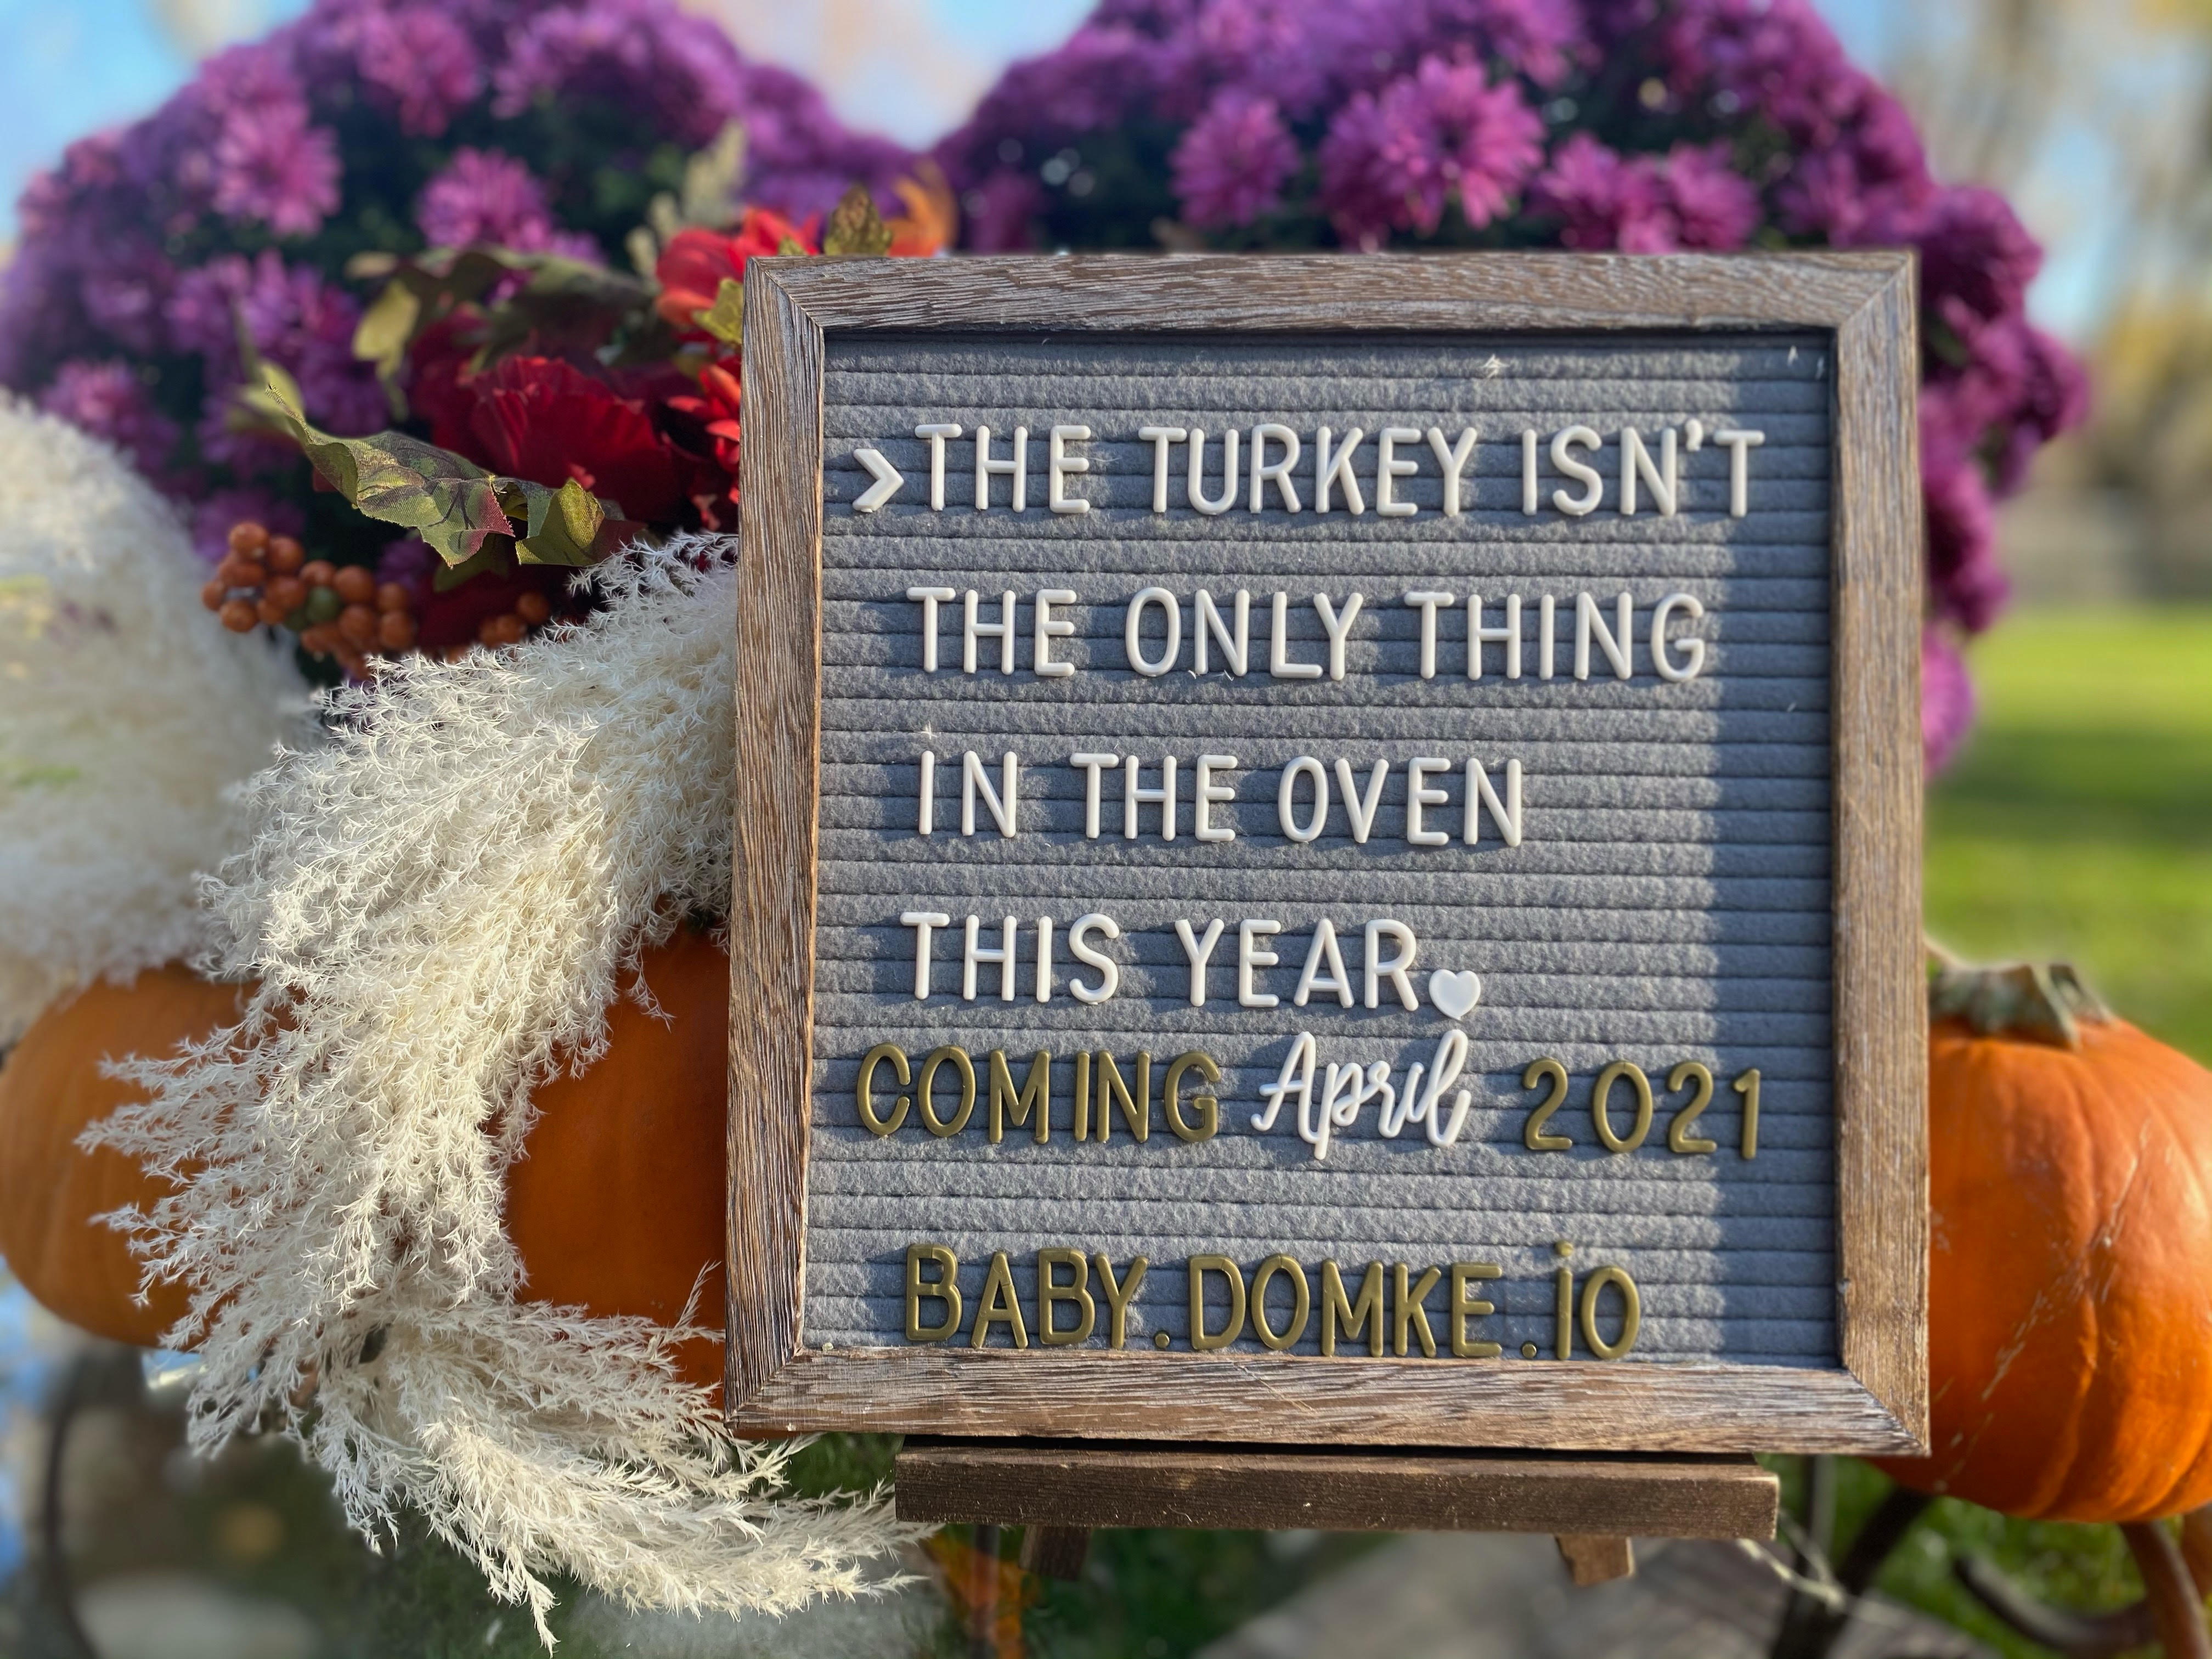 >THE TURKEY ISN'T
THE ONLY THING
IN THE OVEN
THIS YEAR♥
COMING April 2021
BABY.DOMKE.iO